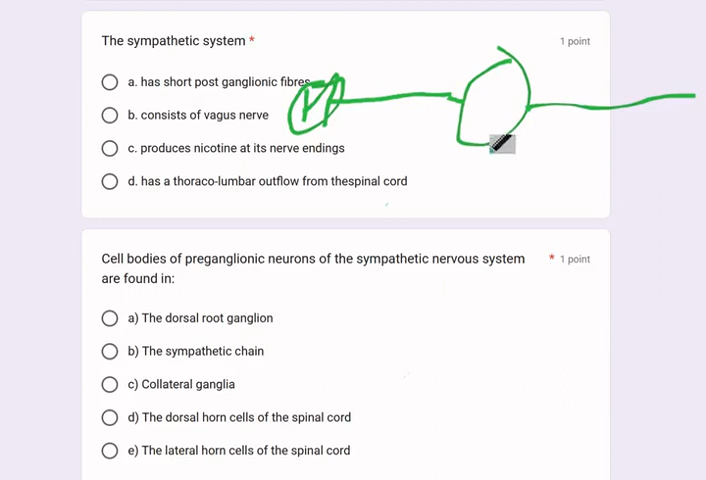 The sympathetic system *
1 point
a. has short post ganglionic fibres
b. consists of vagus nerve
c. produces nicotine at its nerve endings
d. has a thoraco-lumbar outflow from thespinal cord
Cell bodies of preganglionic neurons of the sympathetic nervous system
* 1 point
are found in:
a) The dorsal root ganglion
b) The sympathetic chain
c) Collateral ganglia
d) The dorsal horn cells of the spinal cord
e) The lateral horn cells of the spinal cord